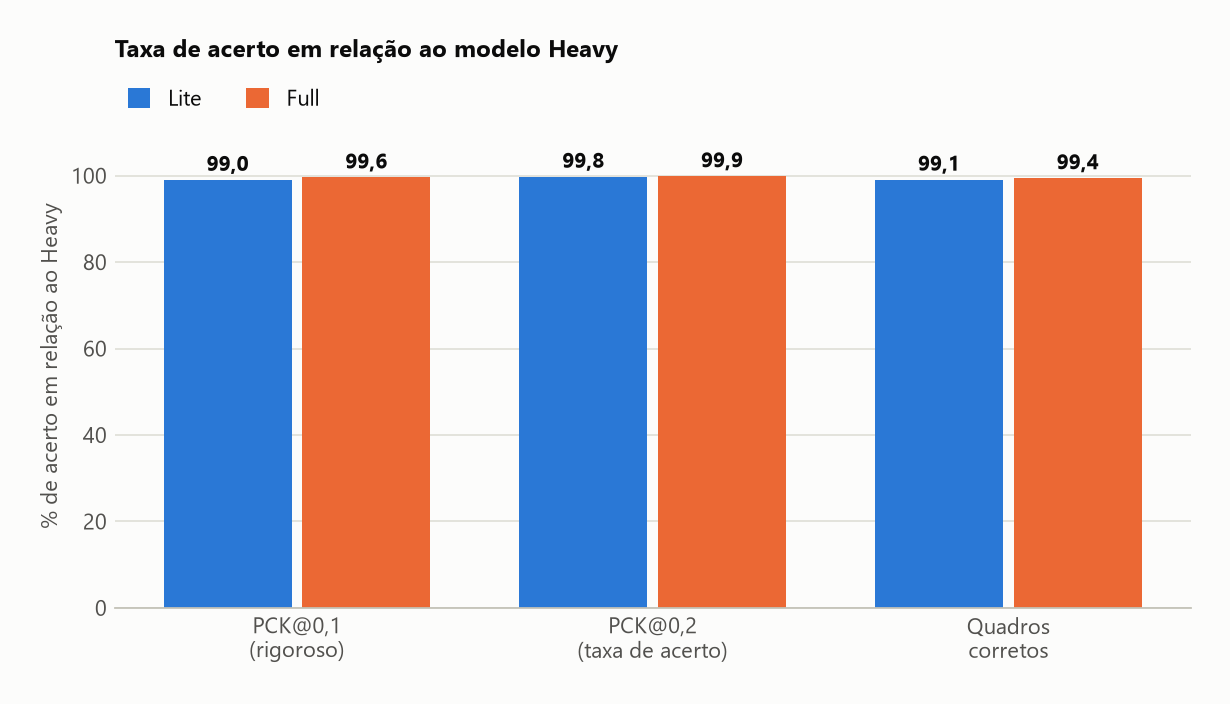 Taxa de acerto em relação ao modelo Heavy
Lite Full
99,0 99,6 99,8 99,9 99,1 99,4
% de acerto em relação ao Heavy
100
80
60
40
20
0
PCK@0,1
(rigoroso)
PCK@0,2
(taxa de acerto)
Quadros
corretos